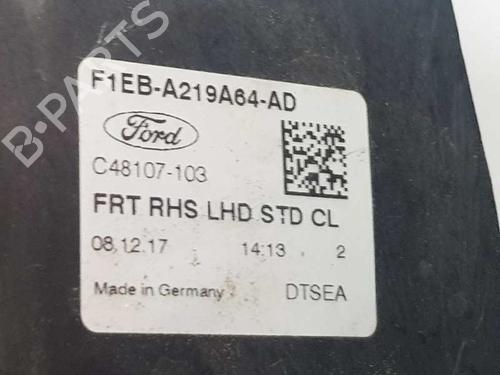 F1EB-A219A64-AD
Ford
C48107-103
FRT RHS LHD STD CL
08.12.17 14:13 2
Made in Germany DTSEA
B-PARTS